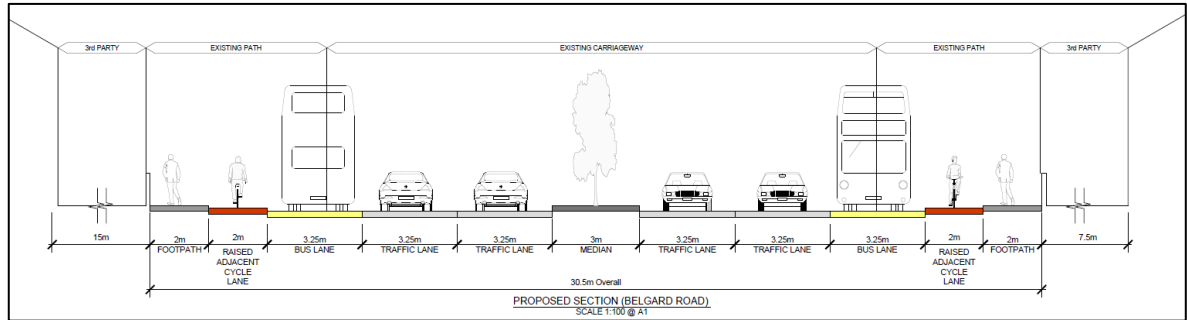 3rd PARTY
EXISTING PATH
EXISTING CARRIAGEWAY
EXISTING PATH
3rd PARTY
15m
2m
FOOTPATH
2m
RAISED
ADJACENT
CYCLE
LANE
3.25m
BUS LANE
3.25m
TRAFFIC LANE
3.25m
TRAFFIC LANE
3m
MEDIAN
3.25m
TRAFFIC LANE
3.25m
TRAFFIC LANE
3.25m
BUS LANE
2m
RAISED
ADJACENT
CYCLE
LANE
2m
FOOTPATH
7.5m
30.5m Overall
PROPOSED SECTION (BELGARD ROAD)
SCALE 1:100 @ A1